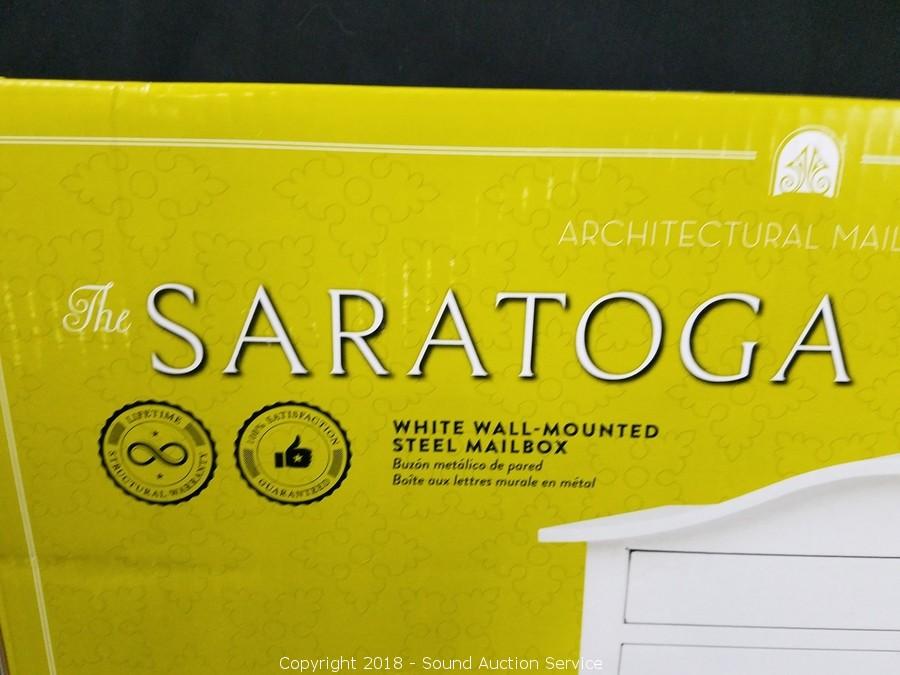 ARCHITECTURAL MAIL
The SARATOGA
LIFETIME
STRUCTURAL WARRANTY
100% SATISFACTION
GUARANTEED
WHITE WALL-MOUNTED
STEEL MAILBOX
Buzón metálico de pared
Boîte aux lettres murale en métal
Copyright 2018 - Sound Auction Service